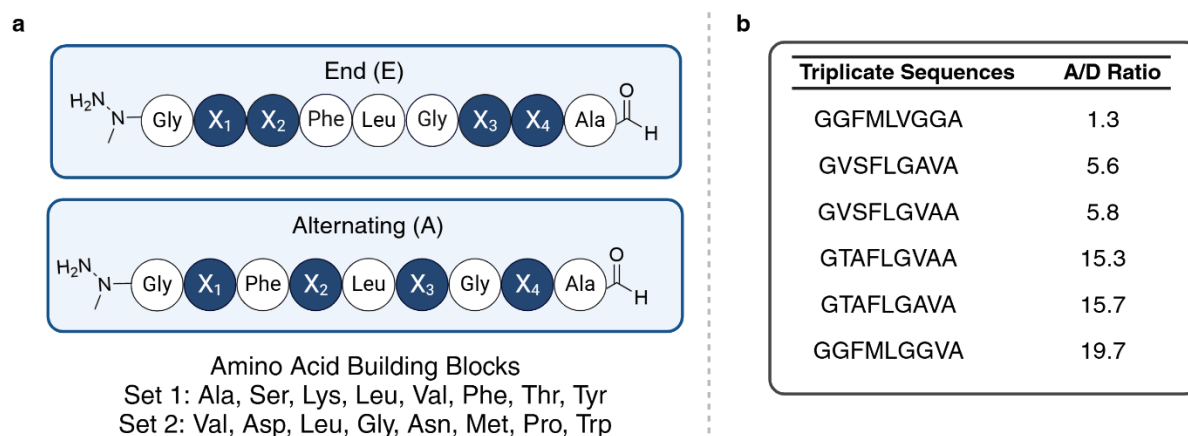 a
End (E)
H₂N N Gly X₁ X₂ Phe Leu Gly X₃ X₄ Ala O H
Alternating (A)
H₂N N Gly X₁ Phe X₂ Leu X₃ Gly X₄ Ala O H
Amino Acid Building Blocks
Set 1: Ala, Ser, Lys, Leu, Val, Phe, Thr, Tyr
Set 2: Val, Asp, Leu, Gly, Asn, Met, Pro, Trp
b
Triplicate Sequences A/D Ratio
GGFMLVGGA 1.3
GVSFLGAVA 5.6
GVSFLGVAA 5.8
GTAFLGVAA 15.3
GTAFLGAVA 15.7
GGFMLGGVA 19.7